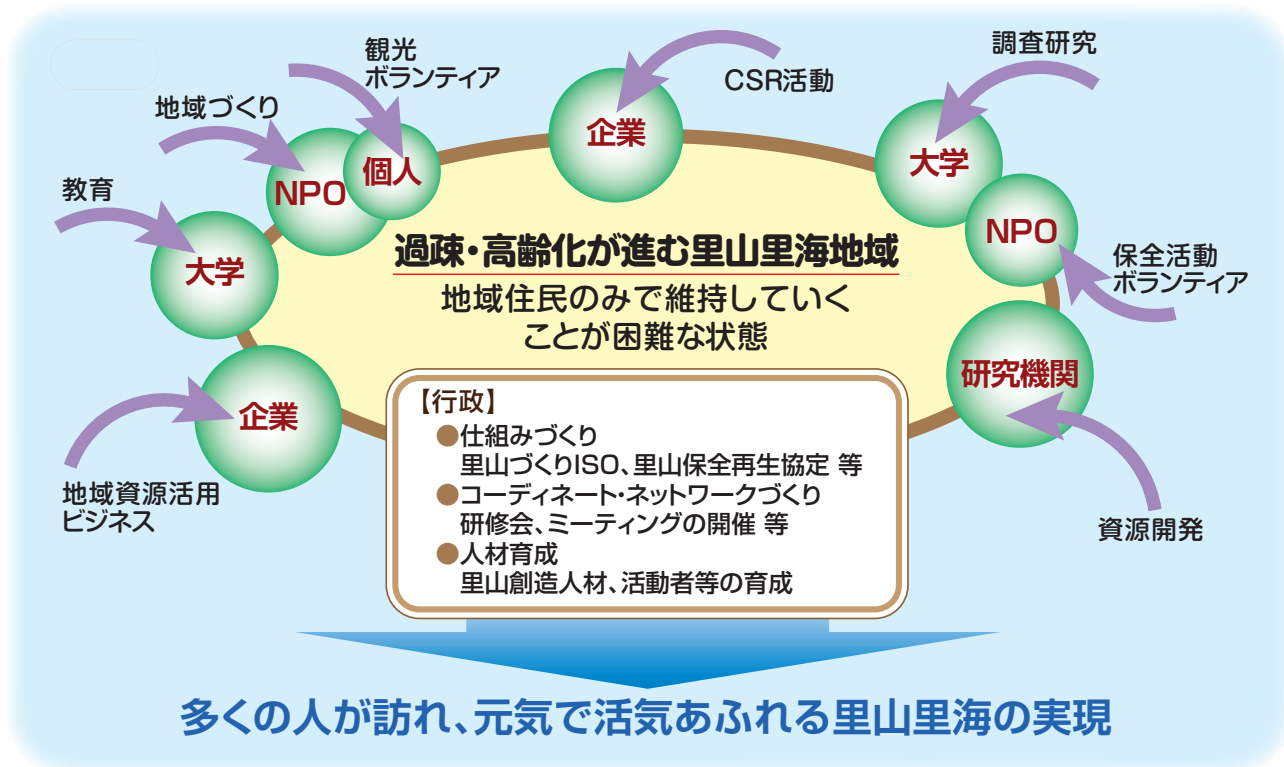 観光
ボランティア
地域づくり
教育
CSR活動
調査研究
企業
大学
NPO
個人
大学
NPO
保全活動
ボランティア
過疎・高齢化が進む里山里海地域
地域住民のみで維持していく
ことが困難な状態
企業
地域資源活用
ビジネス
研究機関
資源開発
【行政】
●仕組みづくり
里山づくりISO、里山保全再生協定 等
●コーディネート・ネットワークづくり
研修会、ミーティングの開催 等
●人材育成
里山創造人材、活動者等の育成
多くの人が訪れ、元気で活気あふれる里山里海の実現